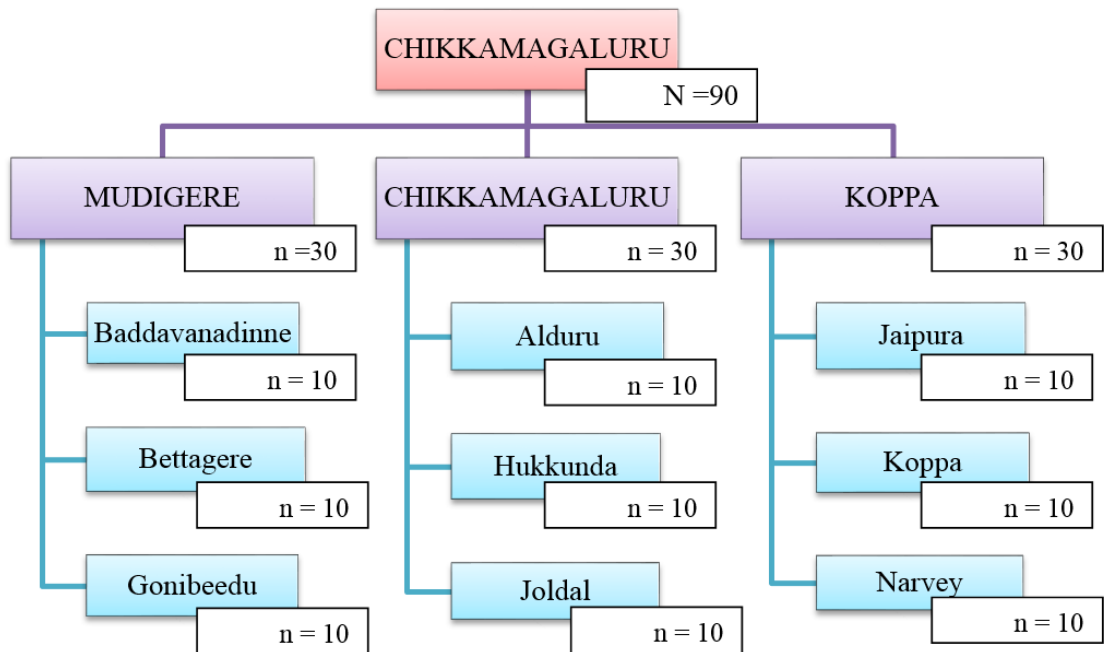 CHIKKAMAGALURU
N =90
MUDIGERE
n =30
Baddavanadinne
n = 10
Bettagere
n = 10
Gonibeedu
n = 10
CHIKKAMAGALURU
n = 30
Alduru
n = 10
Hukkunda
n = 10
Joldal
n = 10
KOPPA
n = 30
Jaipura
n = 10
Koppa
n = 10
Narvey
n = 10